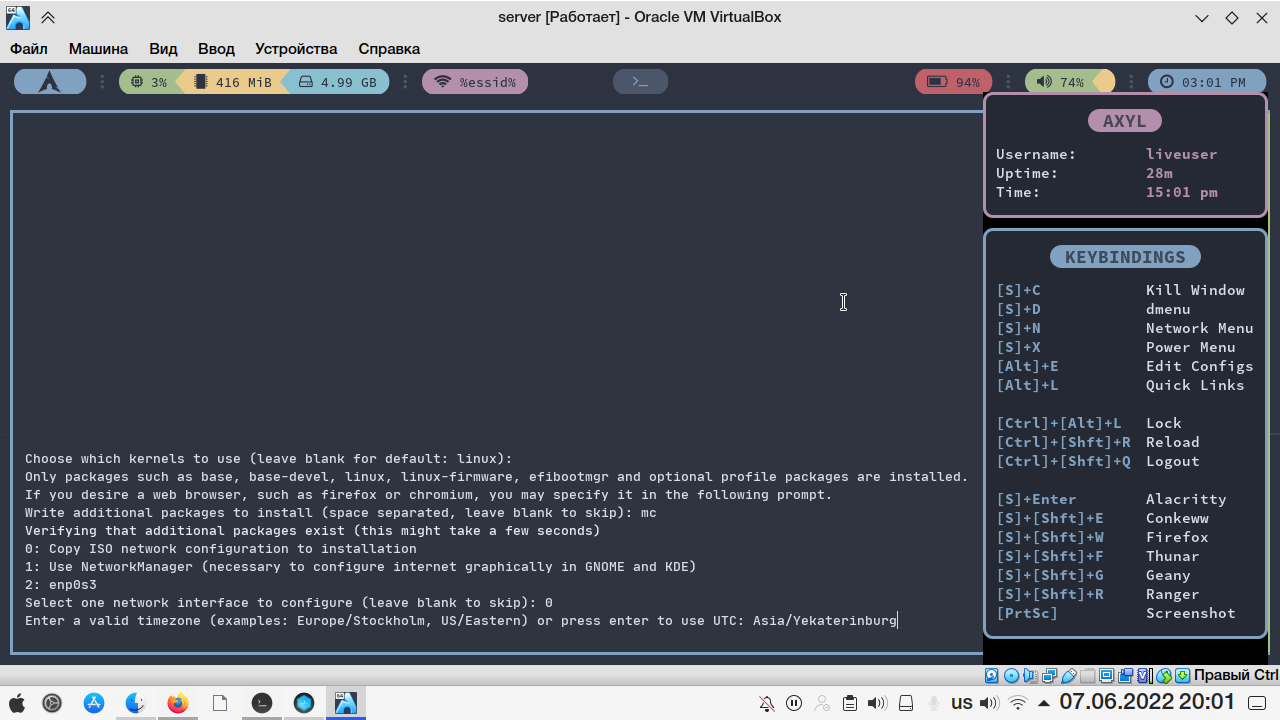 server [Работает] - Oracle VM VirtualBox
Файл Машина Вид Ввод Устройства Справка
3% 416 MiB 4.99 GB %essid% >_ 94% 74% 03:01 PM
AXYL
Username: liveuser
Uptime: 28m
Time: 15:01 pm
KEYBINDINGS
[S]+C Kill Window
[S]+D dmenu
[S]+N Network Menu
[S]+X Power Menu
[Alt]+E Edit Configs
[Alt]+L Quick Links
[Ctrl]+[Alt]+L Lock
[Ctrl]+[Shft]+R Reload
[Ctrl]+[Shft]+Q Logout
[S]+Enter Alacritty
[S]+[Shft]+E Conkeww
[S]+[Shft]+W Firefox
[S]+[Shft]+F Thunar
[S]+[Shft]+G Geany
[S]+[Shft]+R Ranger
[PrtSc] Screenshot
Choose which kernels to use (leave blank for default: linux):
Only packages such as base, base-devel, linux, linux-firmware, efibootmgr and optional profile packages are installed.
If you desire a web browser, such as firefox or chromium, you may specify it in the following prompt.
Write additional packages to install (space separated, leave blank to skip): mc
Verifying that additional packages exist (this might take a few seconds)
0: Copy ISO network configuration to installation
1: Use NetworkManager (necessary to configure internet graphically in GNOME and KDE)
2: enp0s3
Select one network interface to configure (leave blank to skip): 0
Enter a valid timezone (examples: Europe/Stockholm, US/Eastern) or press enter to use UTC: Asia/Yekaterinburg
Правый Ctrl
us 07.06.2022 20:01